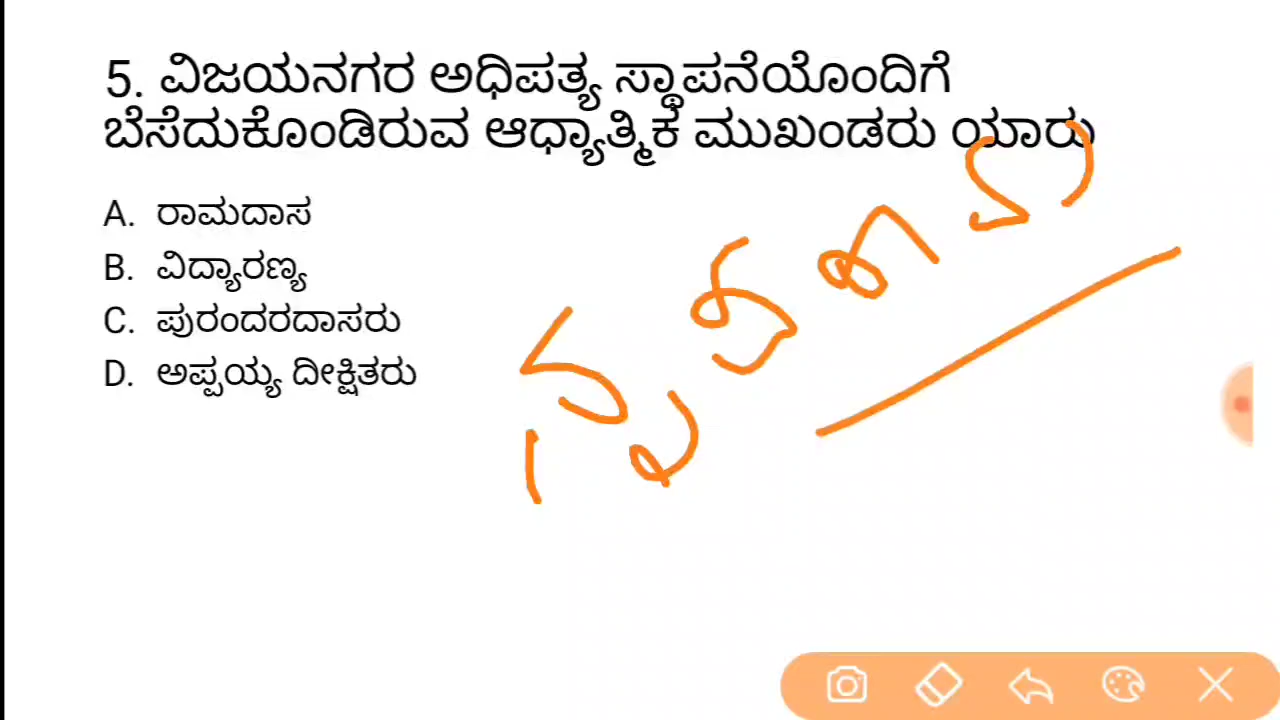 5. ವಿಜಯನಗರ ಅಧಿಪತ್ಯ ಸ್ಥಾಪನೆಯೊಂದಿಗೆ
ಬೆಸೆದುಕೊಂಡಿರುವ ಆಧ್ಯಾತ್ಮಿಕ ಮುಖಂಡರು ಯಾರು
A. ರಾಮದಾಸ
B. ವಿದ್ಯಾರಣ್ಯ
C. ಪುರಂದರದಾಸರು
D. ಅಪ್ಪಯ್ಯ ದೀಕ್ಷಿತರು